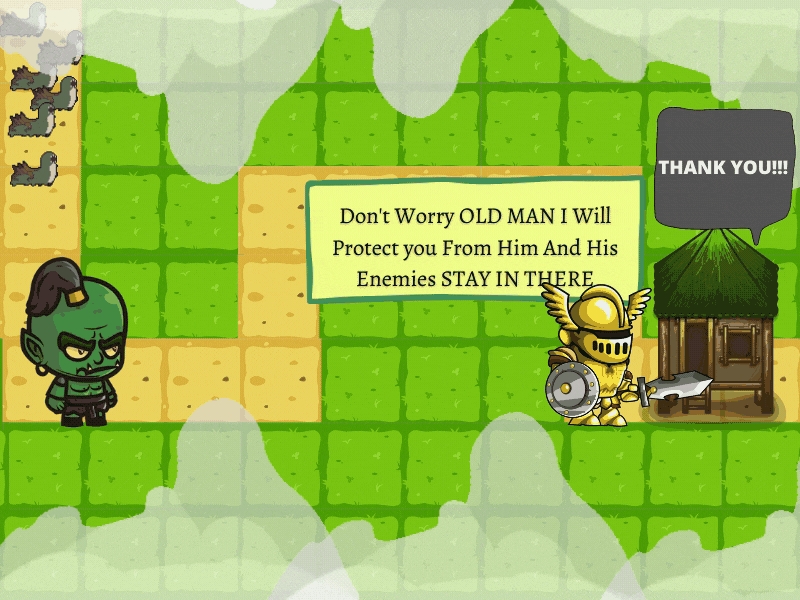 THANK YOU!!!
Don't Worry OLD MAN I Will
Protect you From Him And His
Enemies STAY IN THERE